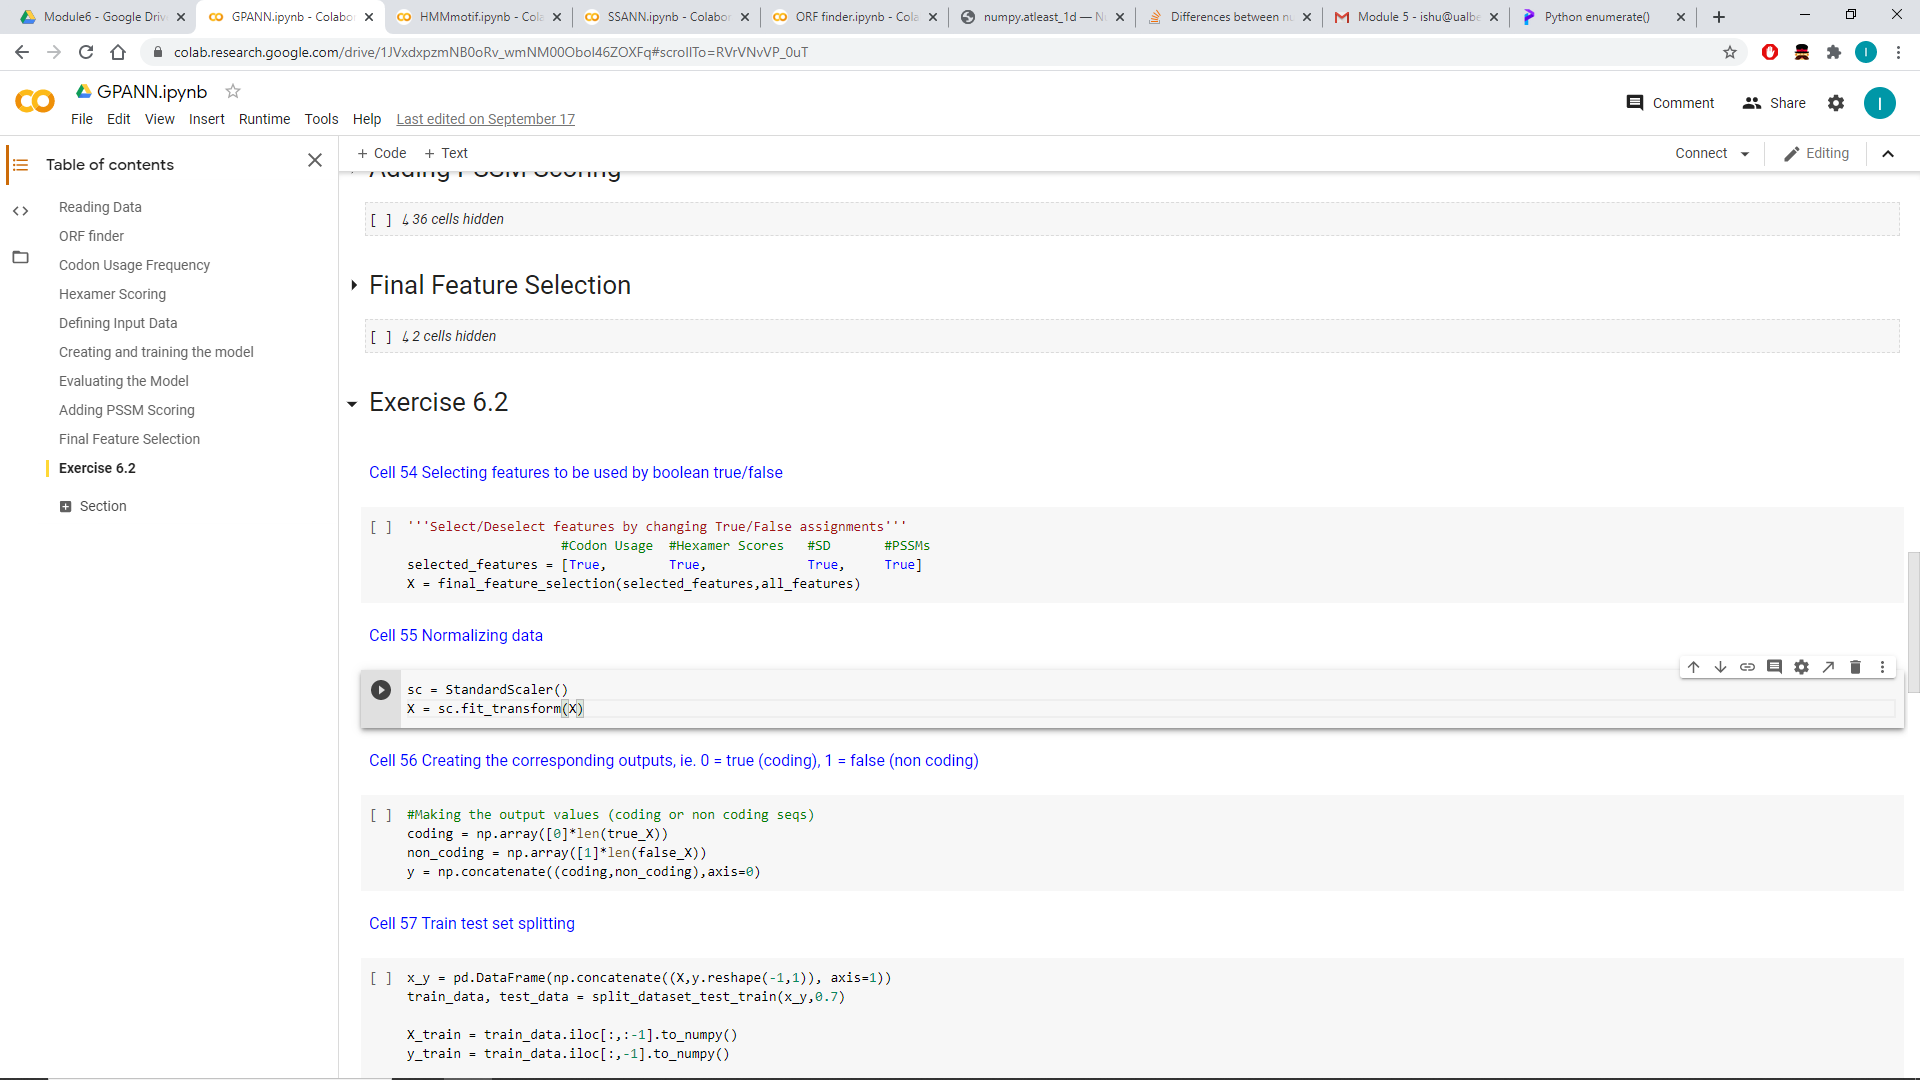 Module6 - Google Driv
GPANN.ipynb - Colabor
HMMmotif.ipynb - Cola
SSANN.ipynb - Colabor
ORF finder.ipynb - Cola
numpy.atleast_1d — N
Differences between nu
Module 5 - ishu@ualbe
Python enumerate()
colab.research.google.com/drive/1JVxdxpzmNB0oRv_wmNM00Obol46ZOXFq#scrollTo=RVrVNvVP_0uT
I
GPANN.ipynb
Comment
Share
I
File Edit View Insert Runtime Tools Help Last edited on September 17
+ Code + Text
Connect
Editing
Table of contents
Reading Data
ORF finder
Codon Usage Frequency
Hexamer Scoring
Defining Input Data
Creating and training the model
Evaluating the Model
Adding PSSM Scoring
Final Feature Selection
Exercise 6.2
Section
Adding PSSM Scoring
[ ] ↳ 36 cells hidden
Final Feature Selection
[ ] ↳ 2 cells hidden
Exercise 6.2
Cell 54 Selecting features to be used by boolean true/false
[ ] '''Select/Deselect features by changing True/False assignments'''
#Codon Usage #Hexamer Scores #SD #PSSMs
selected_features = [True, True, True, True]
X = final_feature_selection(selected_features,all_features)
Cell 55 Normalizing data
sc = StandardScaler()
X = sc.fit_transform(X)
Cell 56 Creating the corresponding outputs, ie. 0 = true (coding), 1 = false (non coding)
[ ] #Making the output values (coding or non coding seqs)
coding = np.array([0]*len(true_X))
non_coding = np.array([1]*len(false_X))
y = np.concatenate((coding,non_coding),axis=0)
Cell 57 Train test set splitting
[ ] x_y = pd.DataFrame(np.concatenate((X,y.reshape(-1,1)), axis=1))
train_data, test_data = split_dataset_test_train(x_y,0.7)
X_train = train_data.iloc[:,:-1].to_numpy()
y_train = train_data.iloc[:,-1].to_numpy()